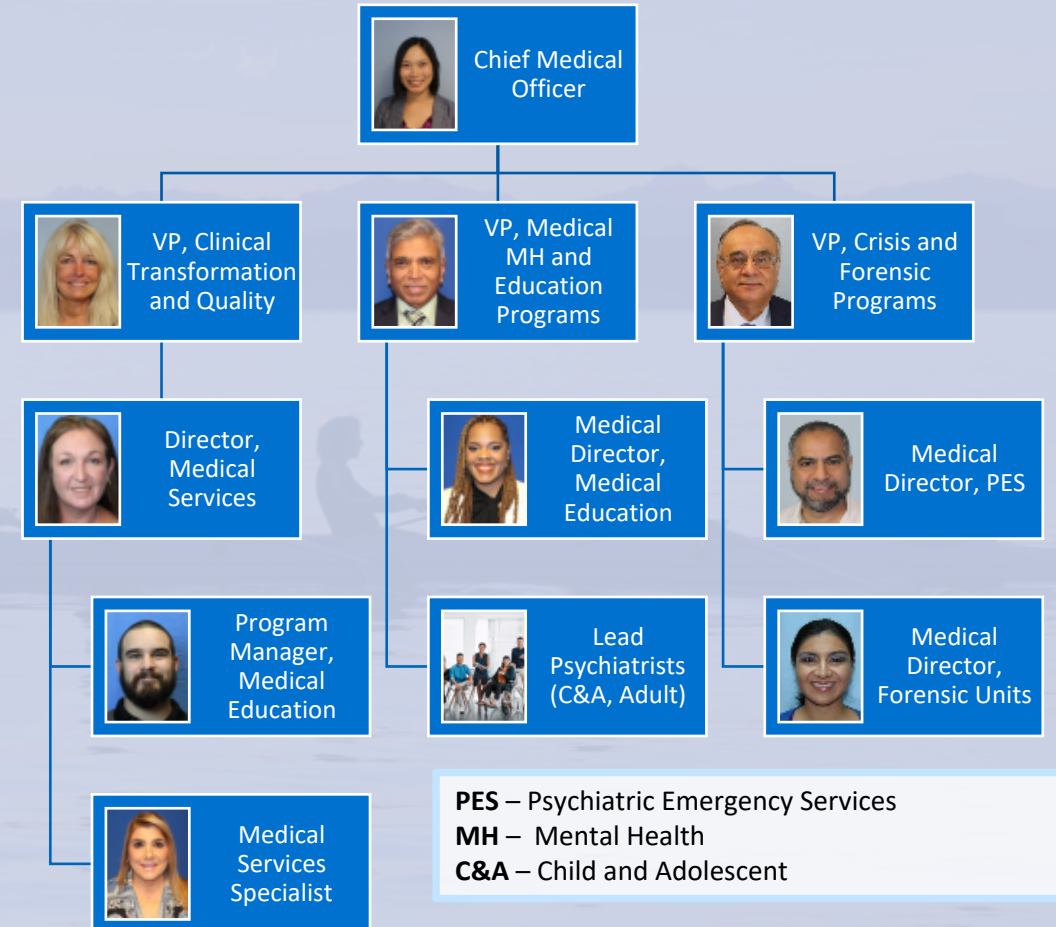 Chief Medical
Officer
VP, Clinical
Transformation
and Quality
VP, Medical
MH and
Education
Programs
VP, Crisis and
Forensic
Programs
Director,
Medical
Services
Medical
Director,
Medical
Education
Medical
Director, PES
Program
Manager,
Medical
Education
Lead
Psychiatrists
(C&A, Adult)
Medical
Director,
Forensic Units
Medical
Services
Specialist
PES – Psychiatric Emergency Services
MH – Mental Health
C&A – Child and Adolescent